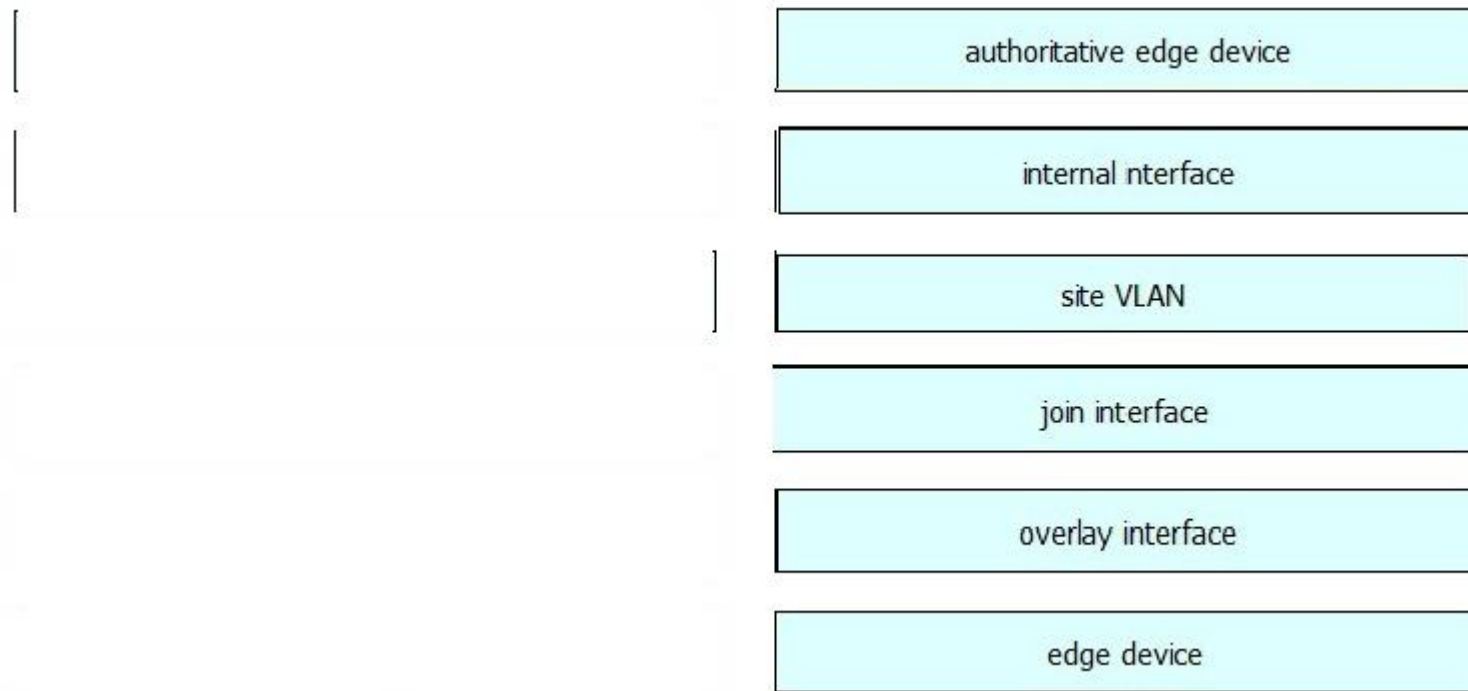 authoritative edge device
internal nterface
site VLAN
join interface
overlay interface
edge device